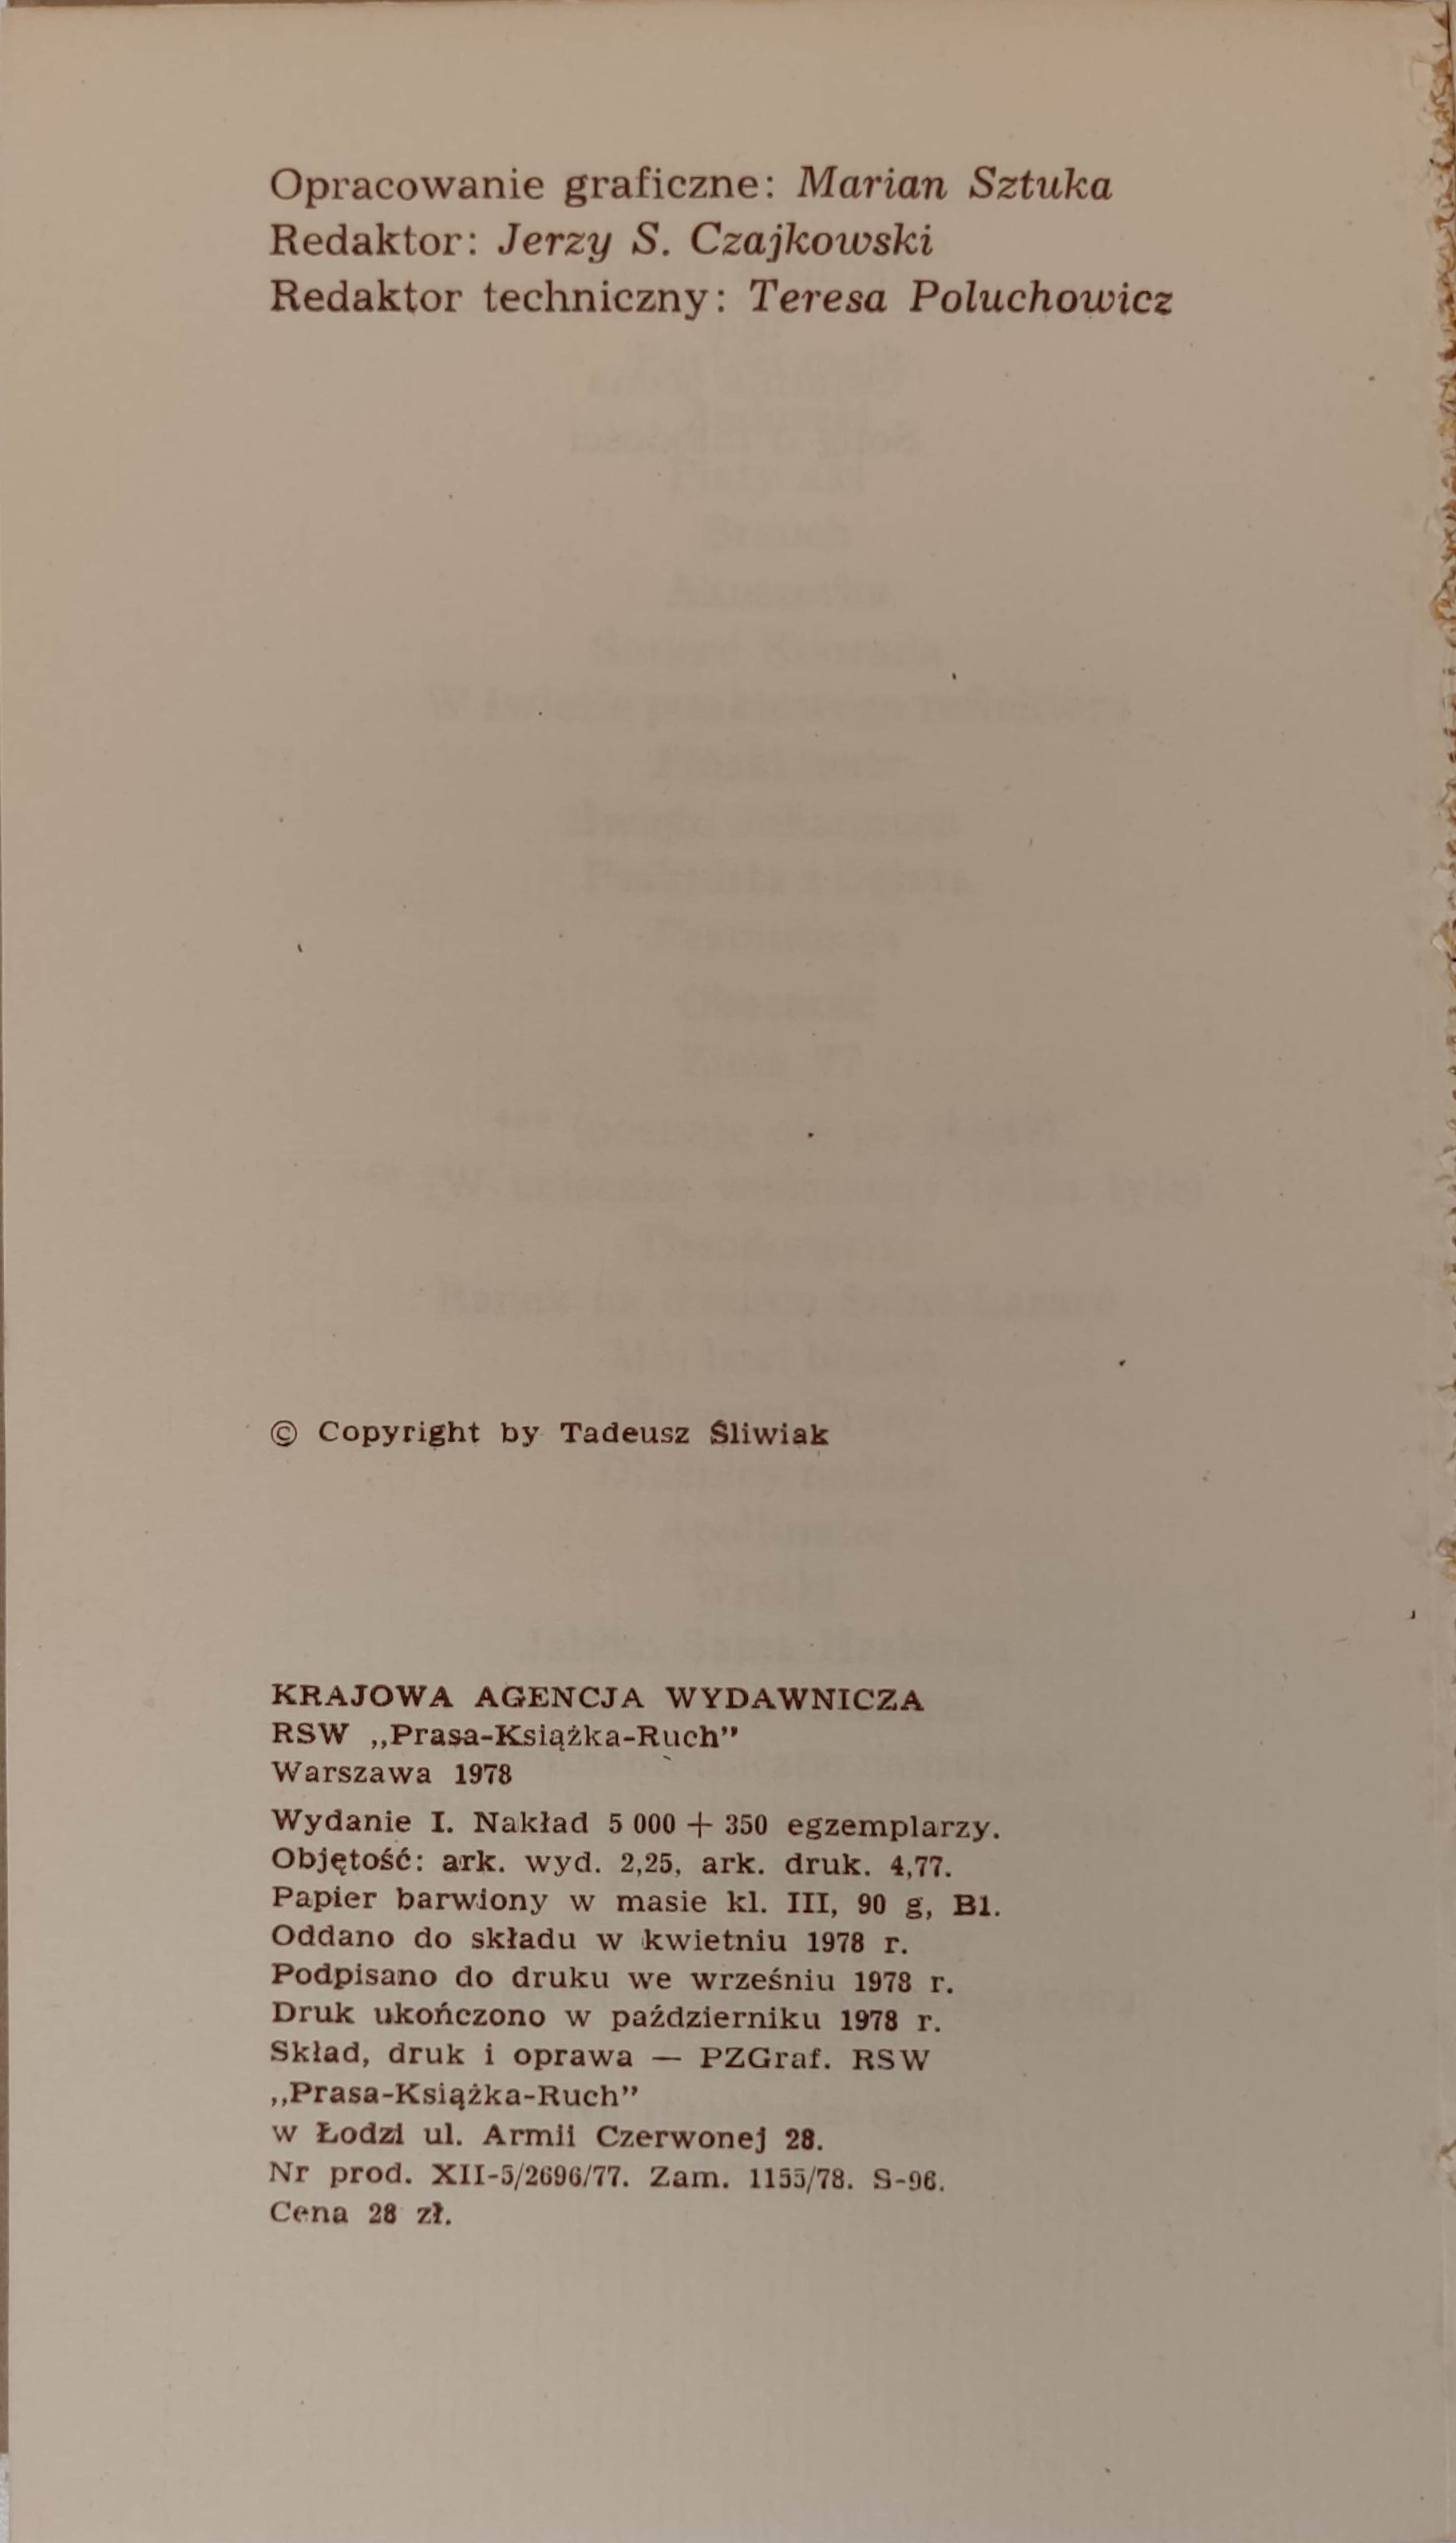 Opracowanie graficzne: Marian Sztuka
Redaktor: Jerzy S. Czajkowski
Redaktor techniczny: Teresa Poluchowicz
© Copyright by Tadeusz Śliwiak
KRAJOWA AGENCJA WYDAWNICZA
RSW „Prasa-Książka-Ruch”
Warszawa 1978
Wydanie I. Nakład 5 000 + 350 egzemplarzy.
Objętość: ark. wyd. 2,25, ark. druk. 4,77.
Papier barwiony w masie kl. III, 90 g, B1.
Oddano do składu w kwietniu 1978 r.
Podpisano do druku we wrześniu 1978 r.
Druk ukończono w październiku 1978 r.
Skład, druk i oprawa — PZGraf. RSW
„Prasa-Książka-Ruch”
w Łodzi ul. Armii Czerwonej 28.
Nr prod. XII-5/2696/77. Zam. 1155/78. S-96.
Cena 28 zł.